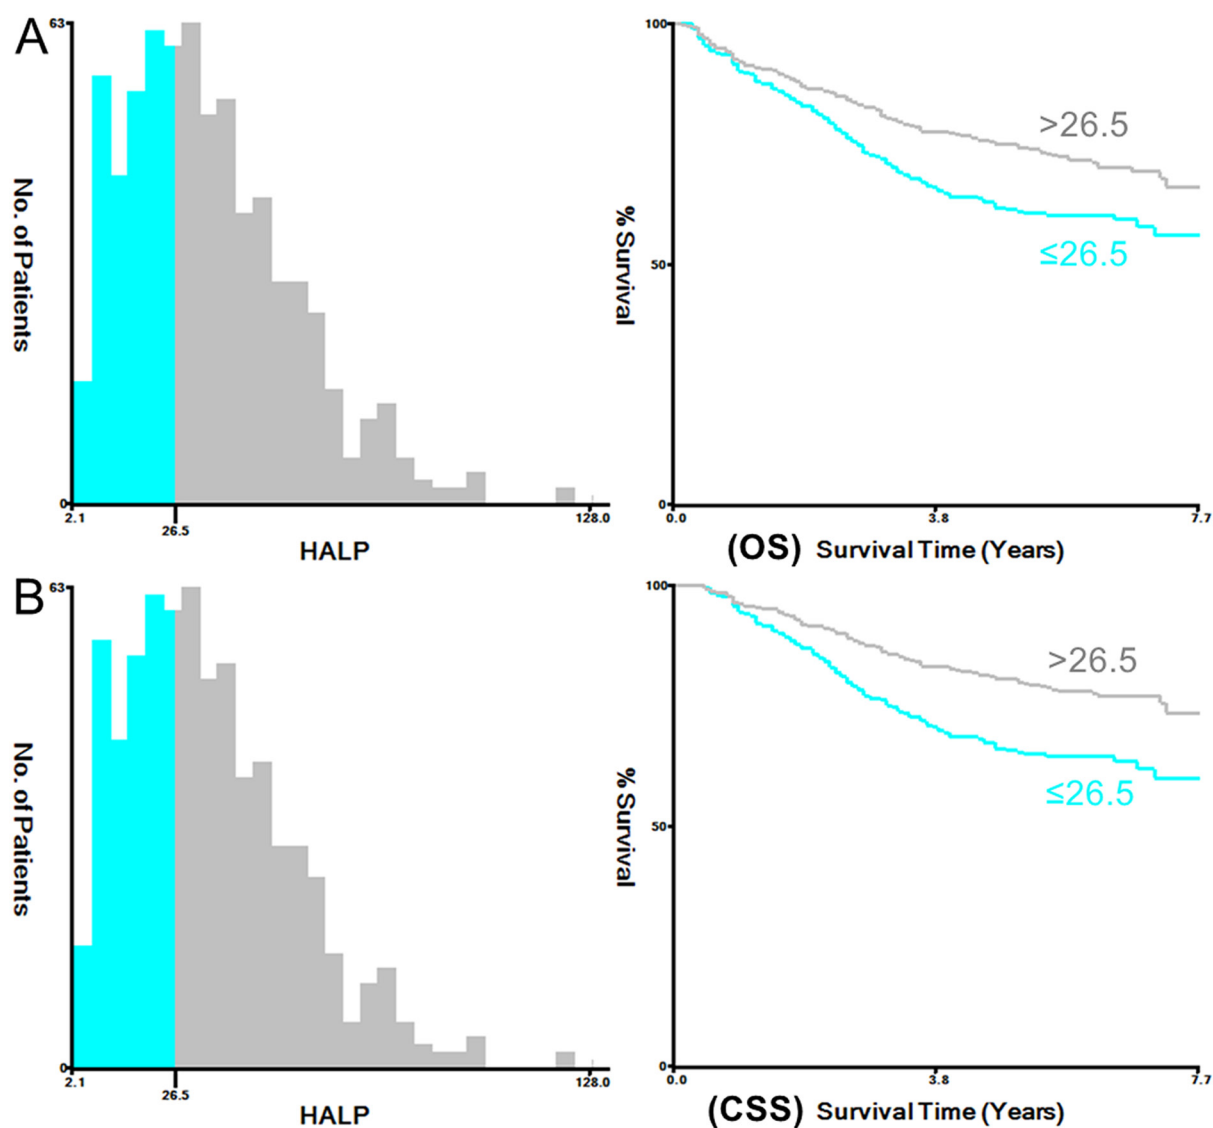 A
63
No. of Patients
0
2.1
26.5
128.0
HALP
100
% Survival
50
0
>26.5
≤26.5
0.0
3.8
7.7
(OS) Survival Time (Years)
B
63
No. of Patients
0
2.1
26.5
128.0
HALP
100
% Survival
50
0
>26.5
≤26.5
0.0
3.8
7.7
(CSS) Survival Time (Years)